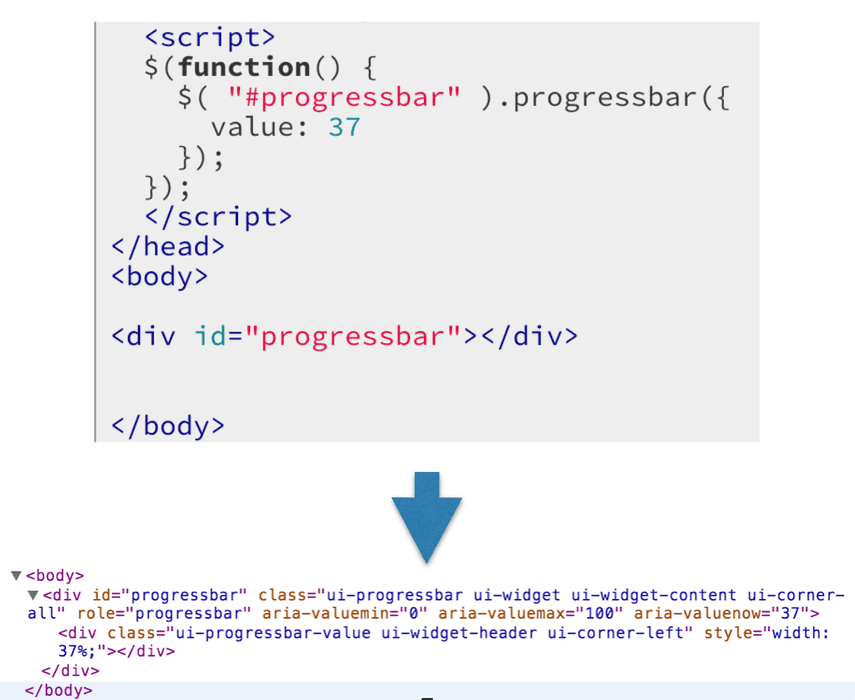 <script>
$(function() {
$( "#progressbar" ).progressbar({
value: 37
});
});
</script>
</head>
<body>
<div id="progressbar"></div>
</body>
▼<body>
▼<div id="progressbar" class="ui-progressbar ui-widget ui-widget-content ui-corner-
all" role="progressbar" aria-valuemin="0" aria-valuemax="100" aria-valuenow="37">
<div class="ui-progressbar-value ui-widget-header ui-corner-left" style="width:
37%;"></div>
</div>
</body>